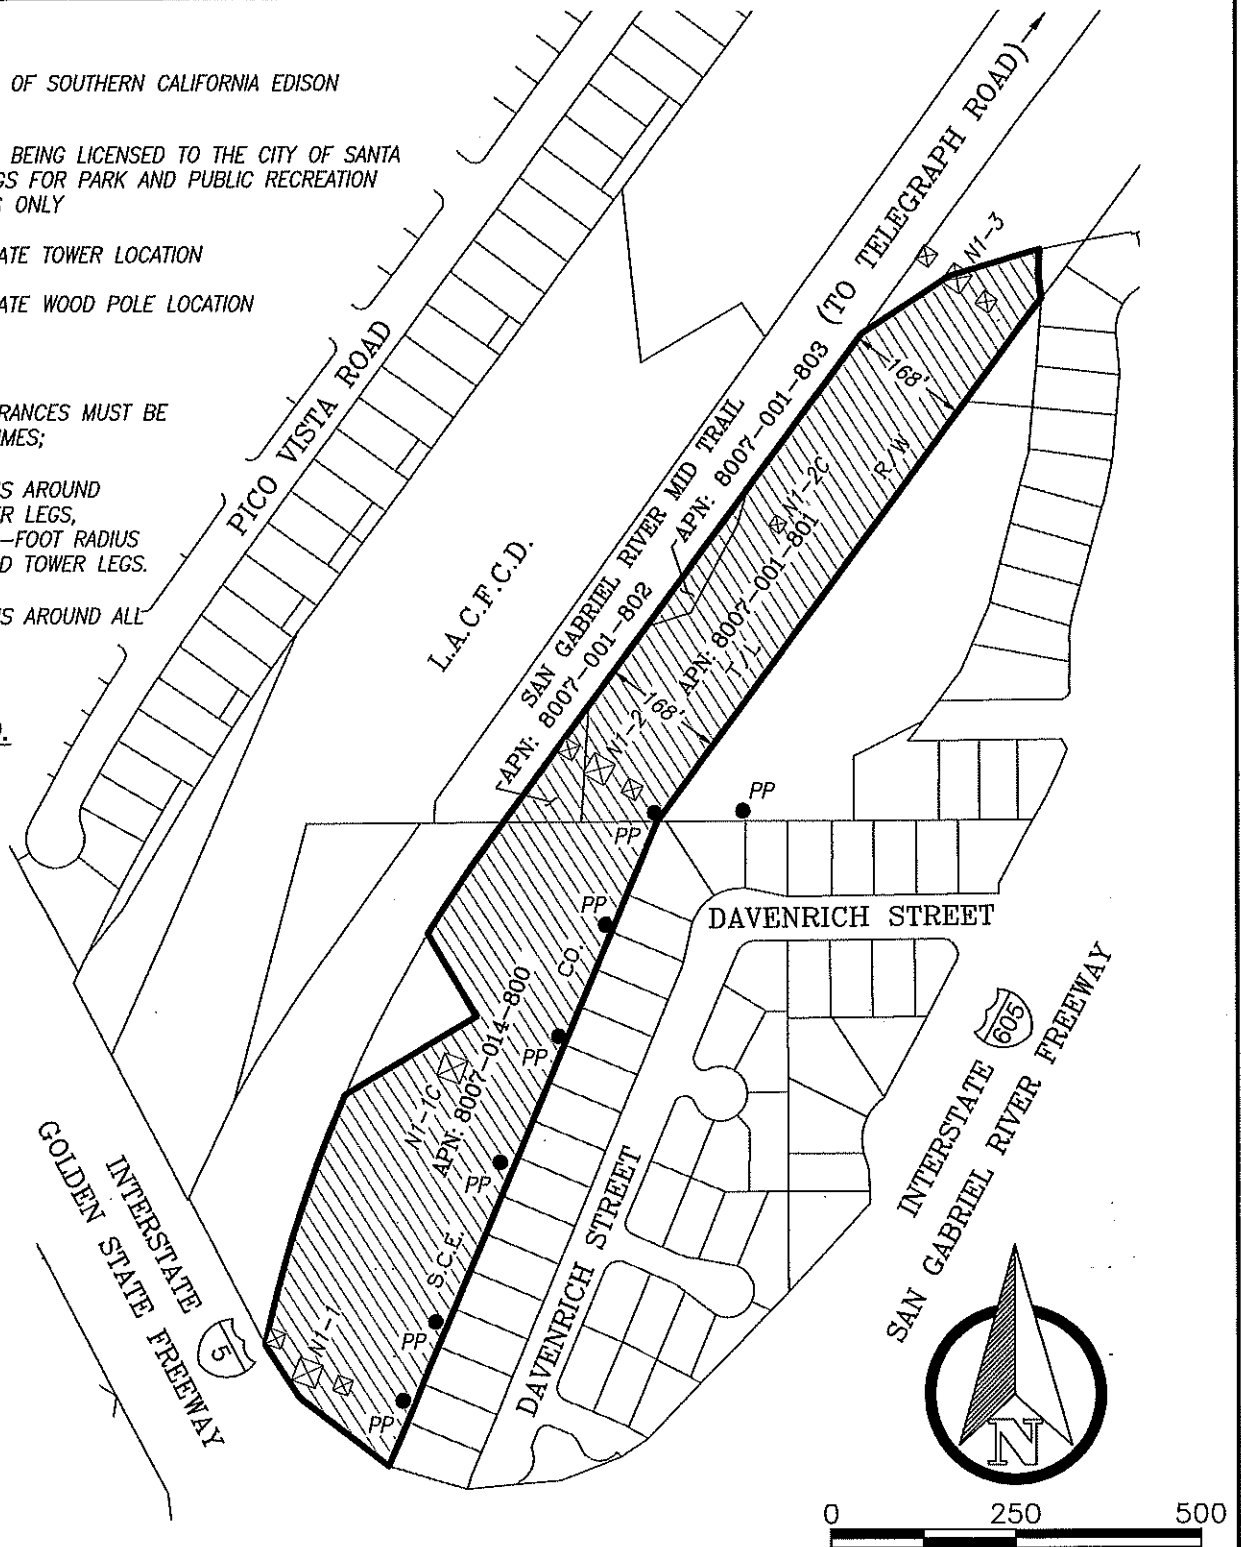 OF SOUTHERN CALIFORNIA EDISON
BEING LICENSED TO THE CITY OF SANTA
GS FOR PARK AND PUBLIC RECREATION
S ONLY
ATE TOWER LOCATION
ATE WOOD POLE LOCATION
RANCES MUST BE
IMES;
S AROUND
R LEGS,
–FOOT RADIUS
D TOWER LEGS.
S AROUND ALL
PICO VISTA ROAD
L.A.C.F.C.D.
SAN GABRIEL RIVER MID TRAIL (TO TELEGRAPH ROAD)
APN: 8007-001-802
APN: 8007-001-803
APN: 8007-001-801
N1-3
168'
R/W
N1-2C
T/L
168'
N1-2
PP
PP
PP
CO.
APN: 8007-014-800
PP
N1-1C
PP
S.C.E.
PP
N1-1
PP
DAVENRICH STREET
DAVENRICH STREET
INTERSTATE 605
SAN GABRIEL RIVER FREEWAY
INTERSTATE 5
GOLDEN STATE FREEWAY
N
0 250 500